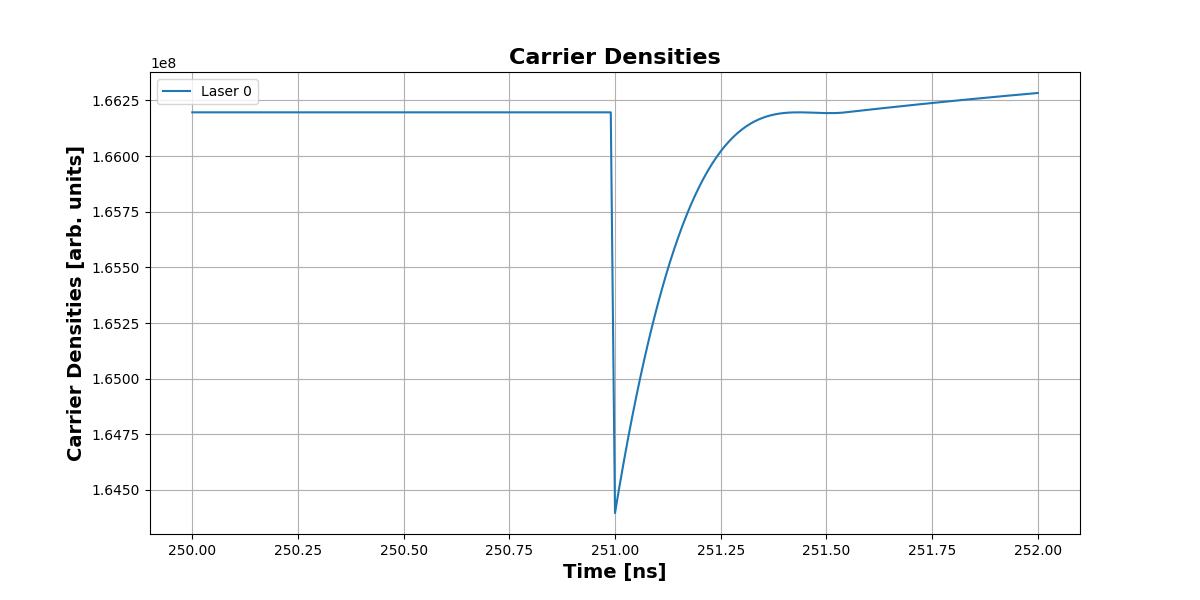 Carrier Densities
1e8
Laser 0
1.6625
1.6600
1.6575
1.6550
1.6525
1.6500
1.6475
1.6450
Carrier Densities [arb. units]
250.00 250.25 250.50 250.75 251.00 251.25 251.50 251.75 252.00
Time [ns]